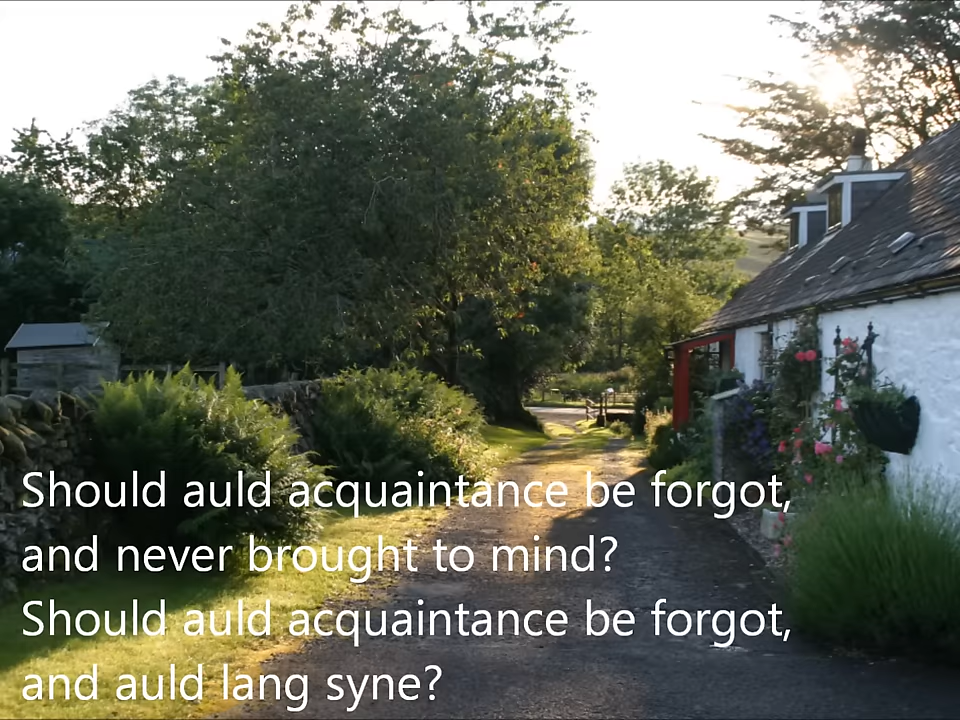 Should auld acquaintance be forgot,
and never brought to mind?
Should auld acquaintance be forgot,
and auld lang syne?